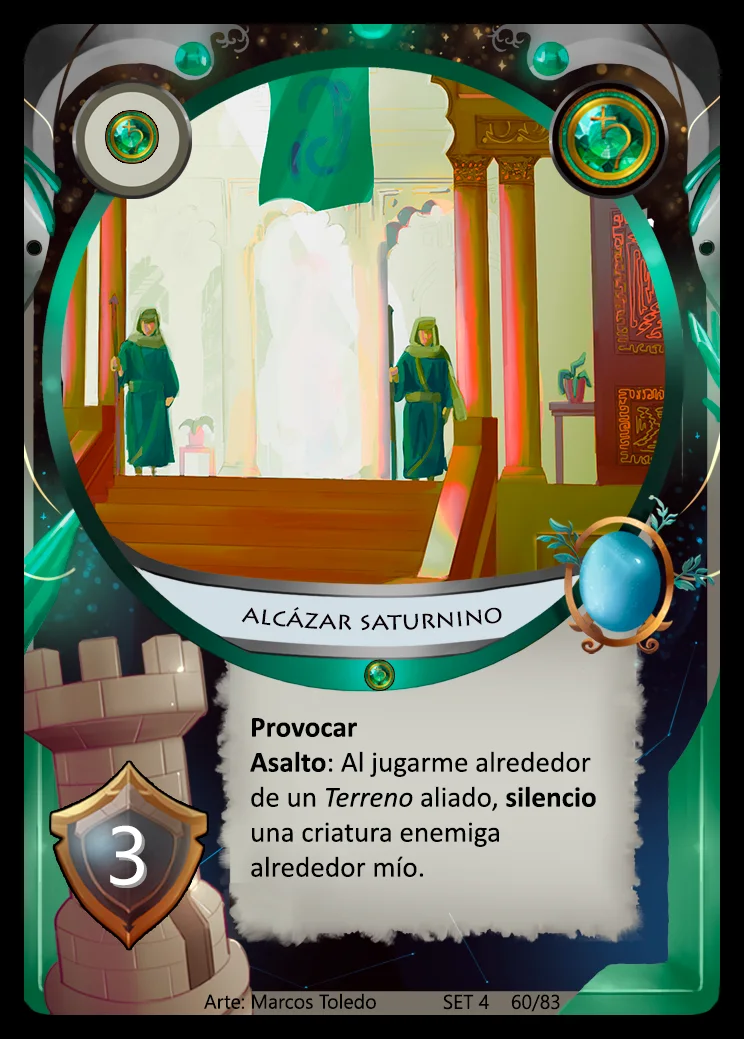 ALCÁZAR SATURNINO
Provocar
Asalto: Al jugarme alrededor
de un Terreno aliado, silencio
una criatura enemiga
alrededor mío.
3
Arte: Marcos Toledo SET 4 60/83